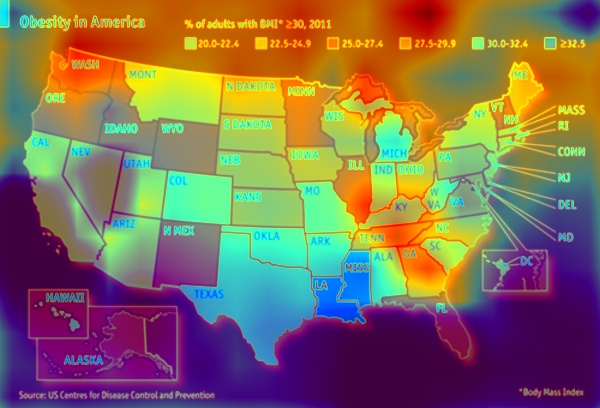 Obesity in America
% of adults with BMI* ≥30, 2011
20.0-22.4 22.5-24.9 25.0-27.4 27.5-29.9 30.0-32.4 ≥32.5
WASH
MONT
N DAKOTA
MINN
ME
ORE
IDAHO
WYO
S DAKOTA
WIS
MICH
NY
VT
NH
MASS
RI
CONN
NJ
DEL
MD
DC
CAL
NEV
UTAH
COL
NEB
IOWA
ILL
IND
OHIO
PA
KANS
MO
KY
W VA
VA
ARIZ
N MEX
OKLA
ARK
TENN
NC
SC
TEXAS
LA
MISS
ALA
GA
FL
HAWAII
ALASKA
Source: US Centres for Disease Control and Prevention
*Body Mass Index